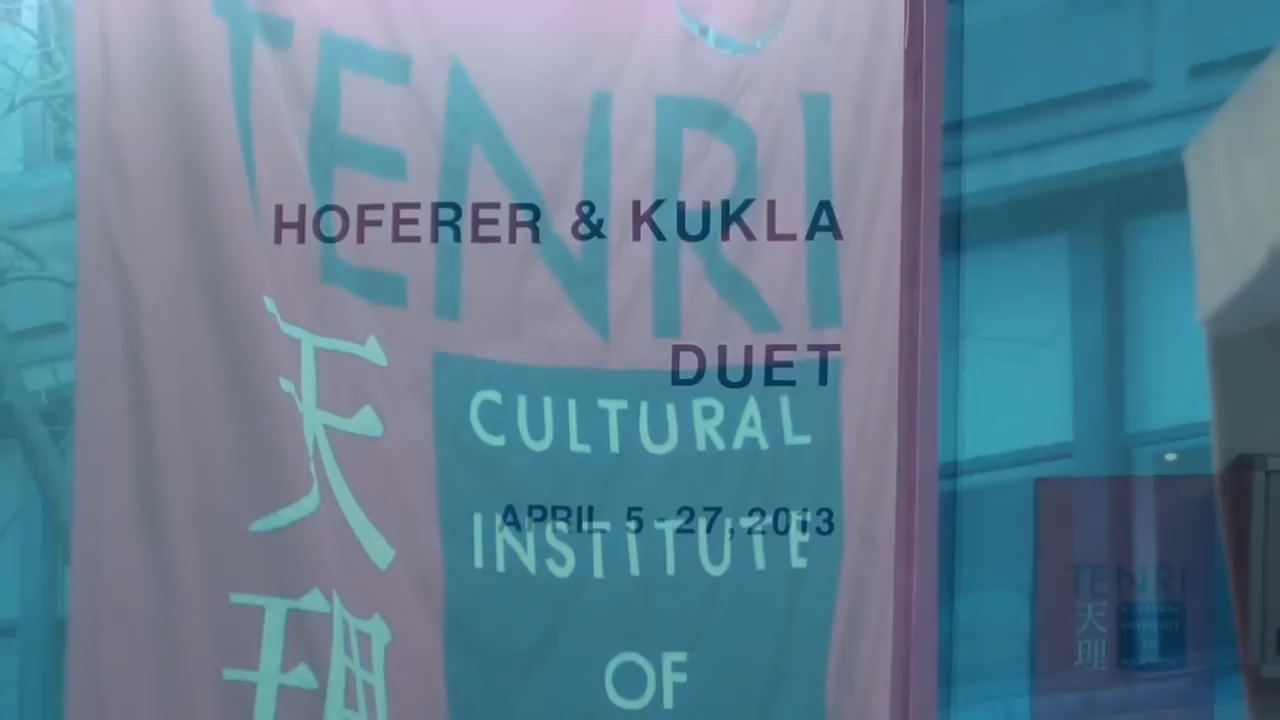 TENRI
HOFERER & KUKLA
DUET
天理
CULTURAL
APRIL 5 - 27, 2013
INSTITUTE
OF
TENRI
天理